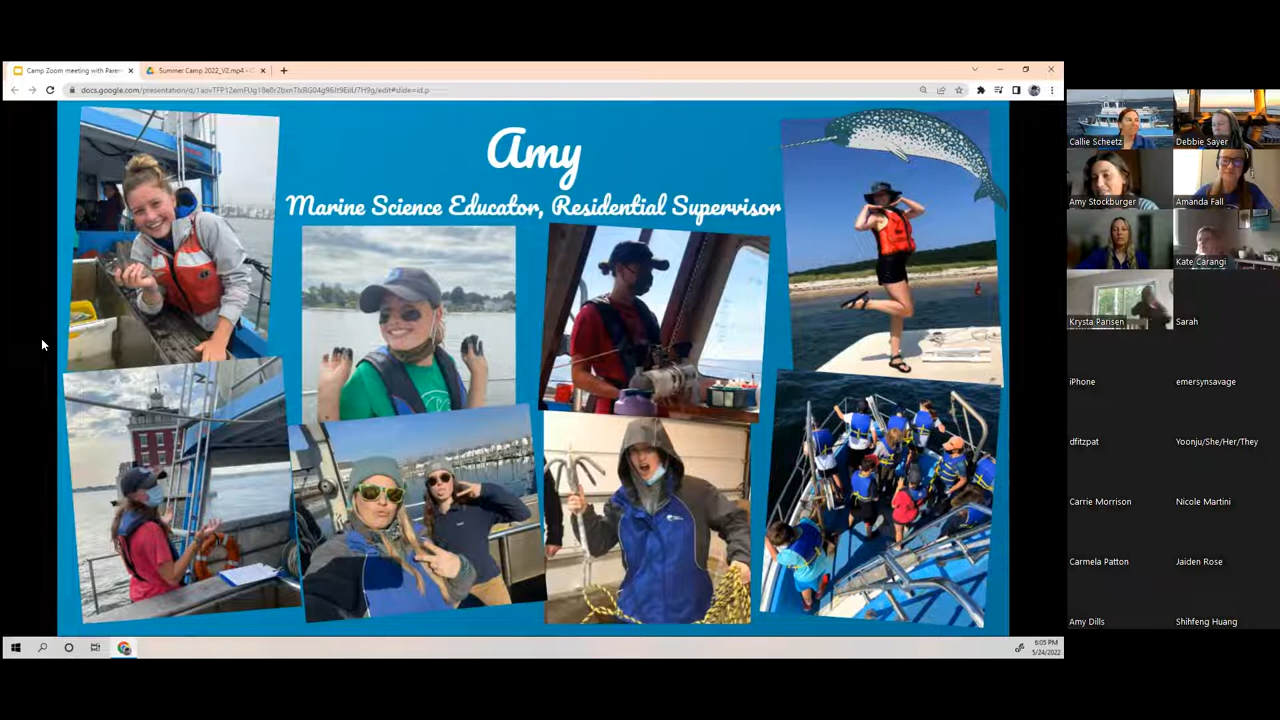 Camp Zoom meeting with Paren
Summer Camp 2022_V2.mp4 - G
Amy
Marine Science Educator, Residential Supervisor
Callie Scheetz
Debbie Sayer
Amy Stockburger
Amanda Fall
Kate Carangi
Krysta Parisen
Sarah
iPhone
emersynsavage
dfitzpat
Yoonju/She/Her/They
Carrie Morrison
Nicole Martini
Carmela Patton
Jaiden Rose
Amy Dills
Shihfeng Huang
6:05 PM
5/24/2022